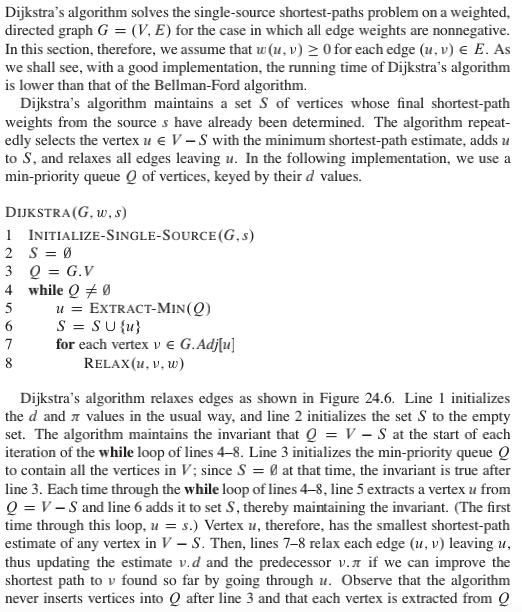 Dijkstra's algorithm solves the single-source shortest-paths problem on a weighted,
directed graph G = (V, E) for the case in which all edge weights are nonnegative.
In this section, therefore, we assume that w(u, v) ≥ 0 for each edge (u, v) ∈ E. As
we shall see, with a good implementation, the running time of Dijkstra's algorithm
is lower than that of the Bellman-Ford algorithm.
Dijkstra's algorithm maintains a set S of vertices whose final shortest-path
weights from the source s have already been determined. The algorithm repeat-
edly selects the vertex u ∈ V − S with the minimum shortest-path estimate, adds u
to S, and relaxes all edges leaving u. In the following implementation, we use a
min-priority queue Q of vertices, keyed by their d values.
DIJKSTRA(G, w, s)
1 INITIALIZE-SINGLE-SOURCE(G, s)
2 S = ∅
3 Q = G.V
4 while Q ≠ ∅
5 u = EXTRACT-MIN(Q)
6 S = S ∪ {u}
7 for each vertex v ∈ G.Adj[u]
8 RELAX(u, v, w)
Dijkstra's algorithm relaxes edges as shown in Figure 24.6. Line 1 initializes
the d and π values in the usual way, and line 2 initializes the set S to the empty
set. The algorithm maintains the invariant that Q = V − S at the start of each
iteration of the while loop of lines 4–8. Line 3 initializes the min-priority queue Q
to contain all the vertices in V; since S = ∅ at that time, the invariant is true after
line 3. Each time through the while loop of lines 4–8, line 5 extracts a vertex u from
Q = V − S and line 6 adds it to set S, thereby maintaining the invariant. (The first
time through this loop, u = s.) Vertex u, therefore, has the smallest shortest-path
estimate of any vertex in V − S. Then, lines 7–8 relax each edge (u, v) leaving u,
thus updating the estimate v.d and the predecessor v.π if we can improve the
shortest path to v found so far by going through u. Observe that the algorithm
never inserts vertices into Q after line 3 and that each vertex is extracted from Q